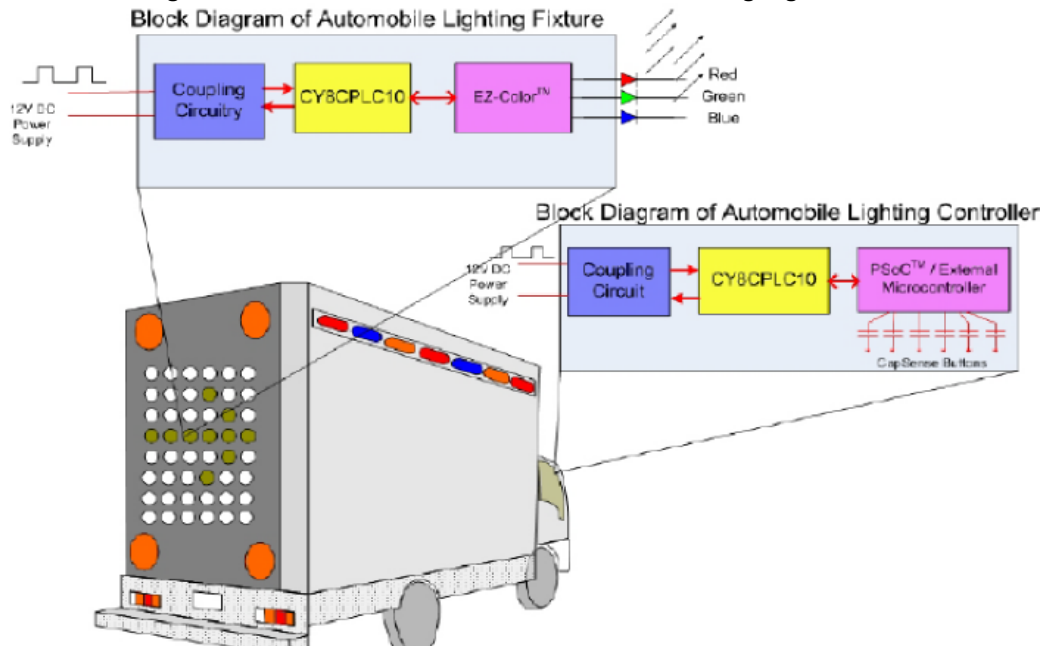 Block Diagram of Automobile Lighting Fixture
12V DC
Power
Supply
Coupling
Circuitry
CY8CPLC10
EZ-Color™
Red
Green
Blue
Block Diagram of Automobile Lighting Controller
12V DC
Power
Supply
Coupling
Circuit
CY8CPLC10
PSoC™ / External
Microcontroller
CapSense Buttons